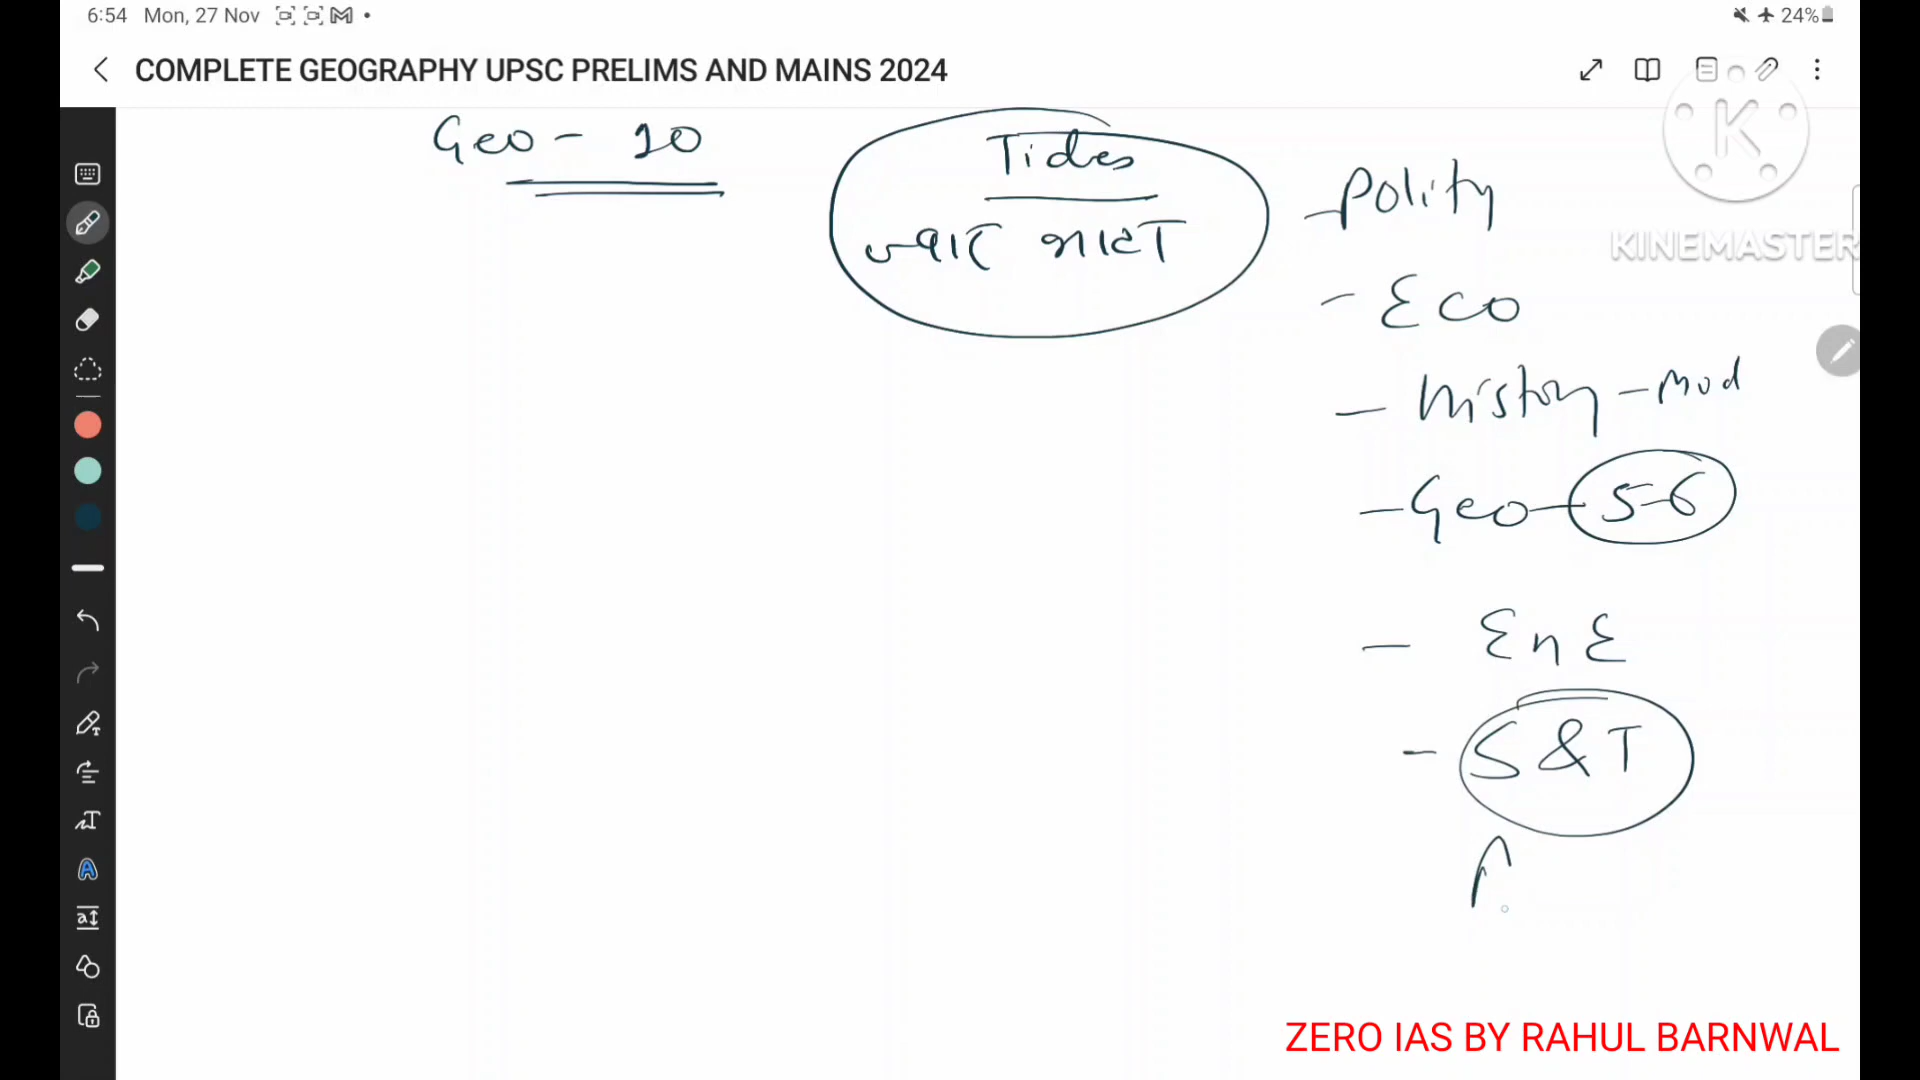 6:54 Mon, 27 Nov
24%
COMPLETE GEOGRAPHY UPSC PRELIMS AND MAINS 2024
Geo - 10
Tides
ज्वार भाटा
- Polity
- Eco
- History - Mod
- Geo - 5-6
- EnE
- S & T
K
KINEMASTER
ZERO IAS BY RAHUL BARNWAL